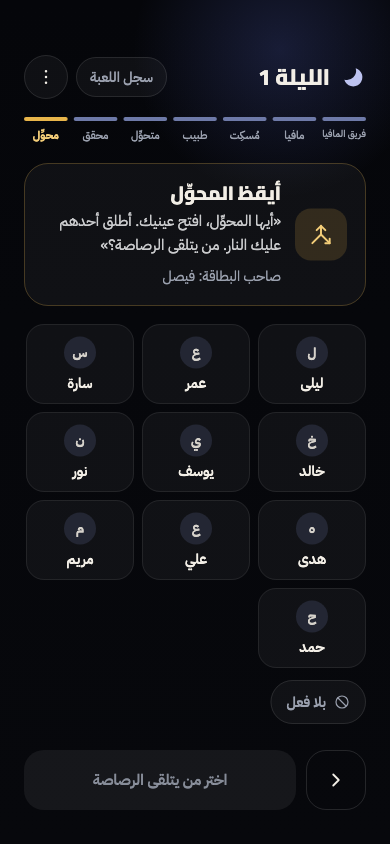 الليلة 1
سجل اللعبة
فريق المافيا
مافيا
مُسكِت
طبيب
متحوِّل
محقق
محوِّل
أيقظ المحوِّل
«أيها المحوِّل، افتح عينيك. أطلق أحدهم
عليك النار. من يتلقى الرصاصة؟»
صاحب البطاقة: فيصل
ل
ع
س
ليلى
عمر
سارة
خ
ي
ن
خالد
يوسف
نور
ه
ع
م
هدى
علي
مريم
ح
حمد
بلا فعل
اختر من يتلقى الرصاصة